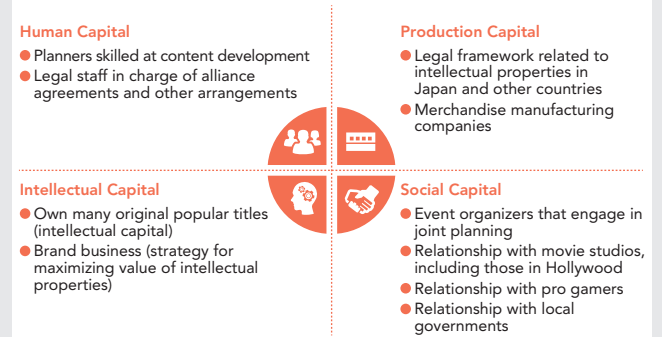 Human Capital
● Planners skilled at content development
● Legal staff in charge of alliance
agreements and other arrangements
Production Capital
● Legal framework related to
intellectual properties in
Japan and other countries
● Merchandise manufacturing
companies
Intellectual Capital
● Own many original popular titles
(intellectual capital)
● Brand business (strategy for
maximizing value of intellectual
properties)
Social Capital
● Event organizers that engage in
joint planning
● Relationship with movie studios,
including those in Hollywood
● Relationship with pro gamers
● Relationship with local
governments